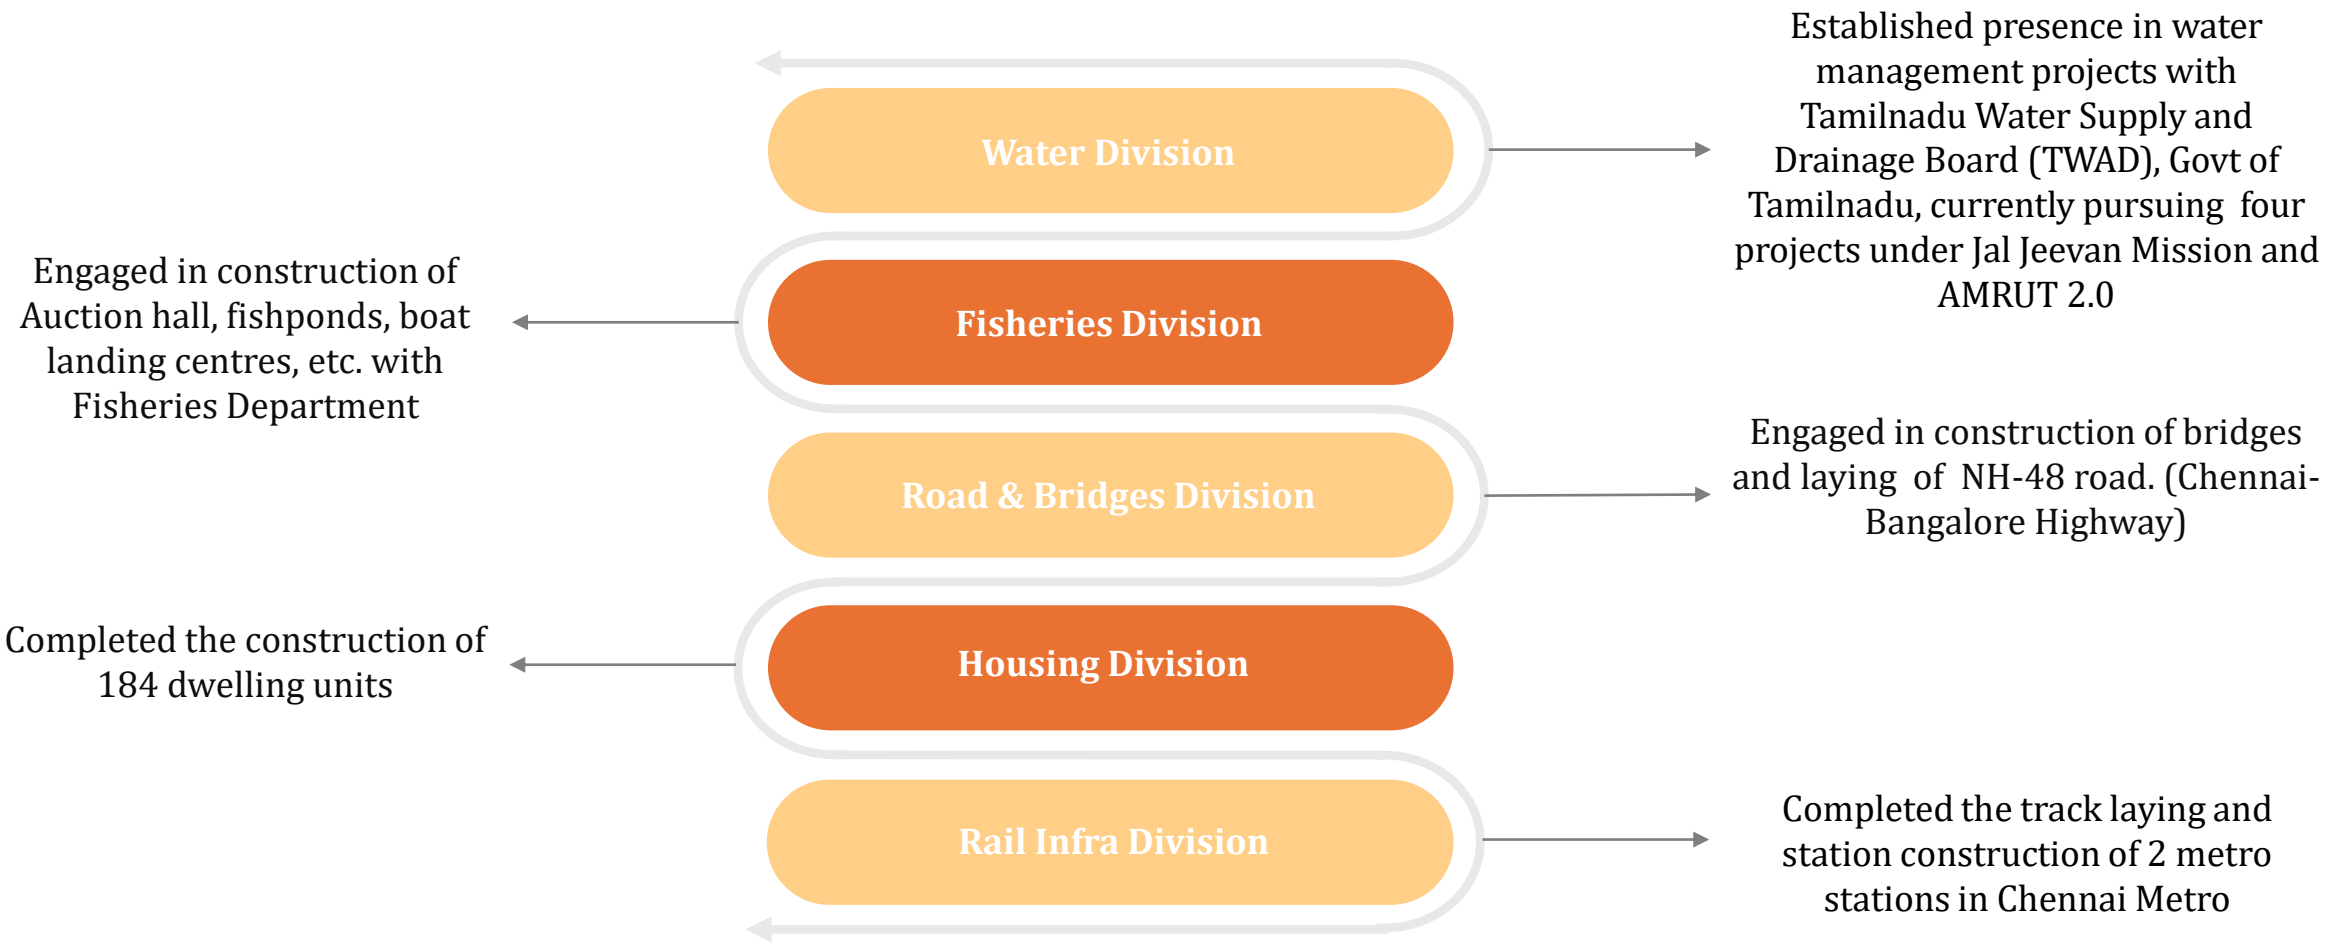 Water Division
Established presence in water
management projects with
Tamilnadu Water Supply and
Drainage Board (TWAD), Govt of
Tamilnadu, currently pursuing  four
projects under Jal Jeevan Mission and
AMRUT 2.0
Fisheries Division
Engaged in construction of
Auction hall, fishponds, boat
landing centres, etc. with
Fisheries Department
Road & Bridges Division
Engaged in construction of bridges
and laying  of  NH-48 road. (Chennai-
Bangalore Highway)
Housing Division
Completed the construction of
184 dwelling units
Rail Infra Division
Completed the track laying and
station construction of 2 metro
stations in Chennai Metro